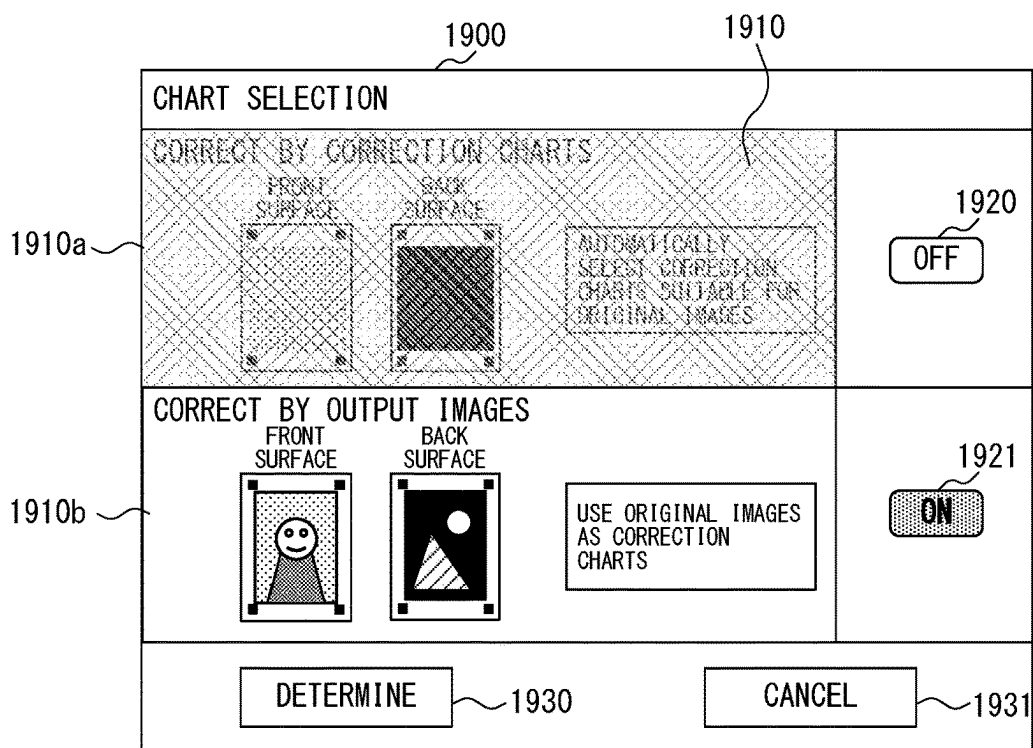 1900
1910
CHART SELECTION
CORRECT BY CORRECTION CHARTS
FRONT
SURFACE
BACK
SURFACE
1910a
AUTOMATICALLY
SELECT CORRECTION
CHARTS SUITABLE FOR
ORIGINAL IMAGES
1920
OFF
CORRECT BY OUTPUT IMAGES
FRONT
SURFACE
BACK
SURFACE
1910b
USE ORIGINAL IMAGES
AS CORRECTION
CHARTS
1921
ON
DETERMINE
1930
CANCEL
1931